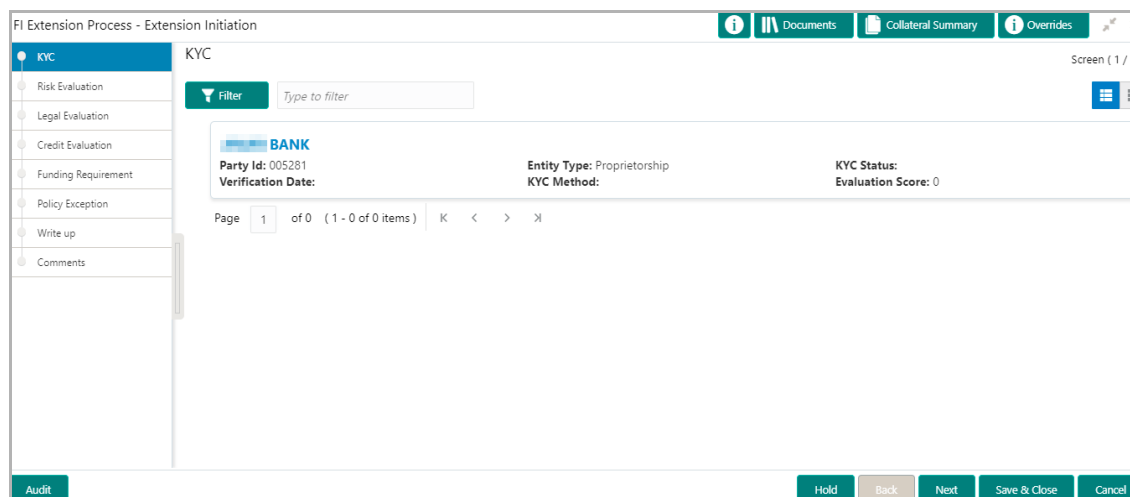 FI Extension Process - Extension Initiation
Documents
Collateral Summary
Overrides
KYC
Risk Evaluation
Legal Evaluation
Credit Evaluation
Funding Requirement
Policy Exception
Write up
Comments
KYC
Screen ( 1 /
Filter
Type to filter
BANK
Party Id: 005281 Entity Type: Proprietorship KYC Status:
Verification Date: KYC Method: Evaluation Score: 0
Page 1 of 0 ( 1 - 0 of 0 items )
Audit
Hold
Back
Next
Save & Close
Cancel